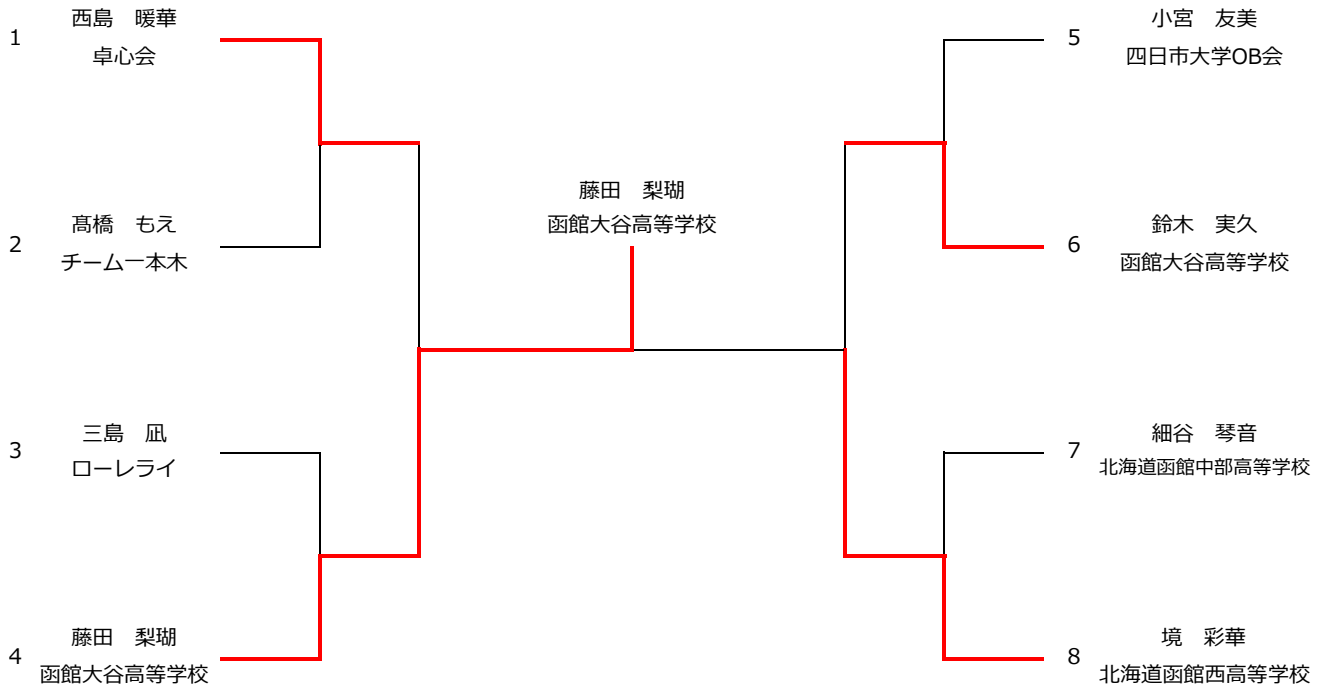 1
西島　暖華
卓心会
2
髙橋　もえ
チーム一本木
3
三島　凪
ローレライ
4
藤田　梨瑚
函館大谷高等学校
藤田　梨瑚
函館大谷高等学校
5
小宮　友美
四日市大学OB会
6
鈴木　実久
函館大谷高等学校
7
細谷　琴音
北海道函館中部高等学校
8
境　彩華
北海道函館西高等学校